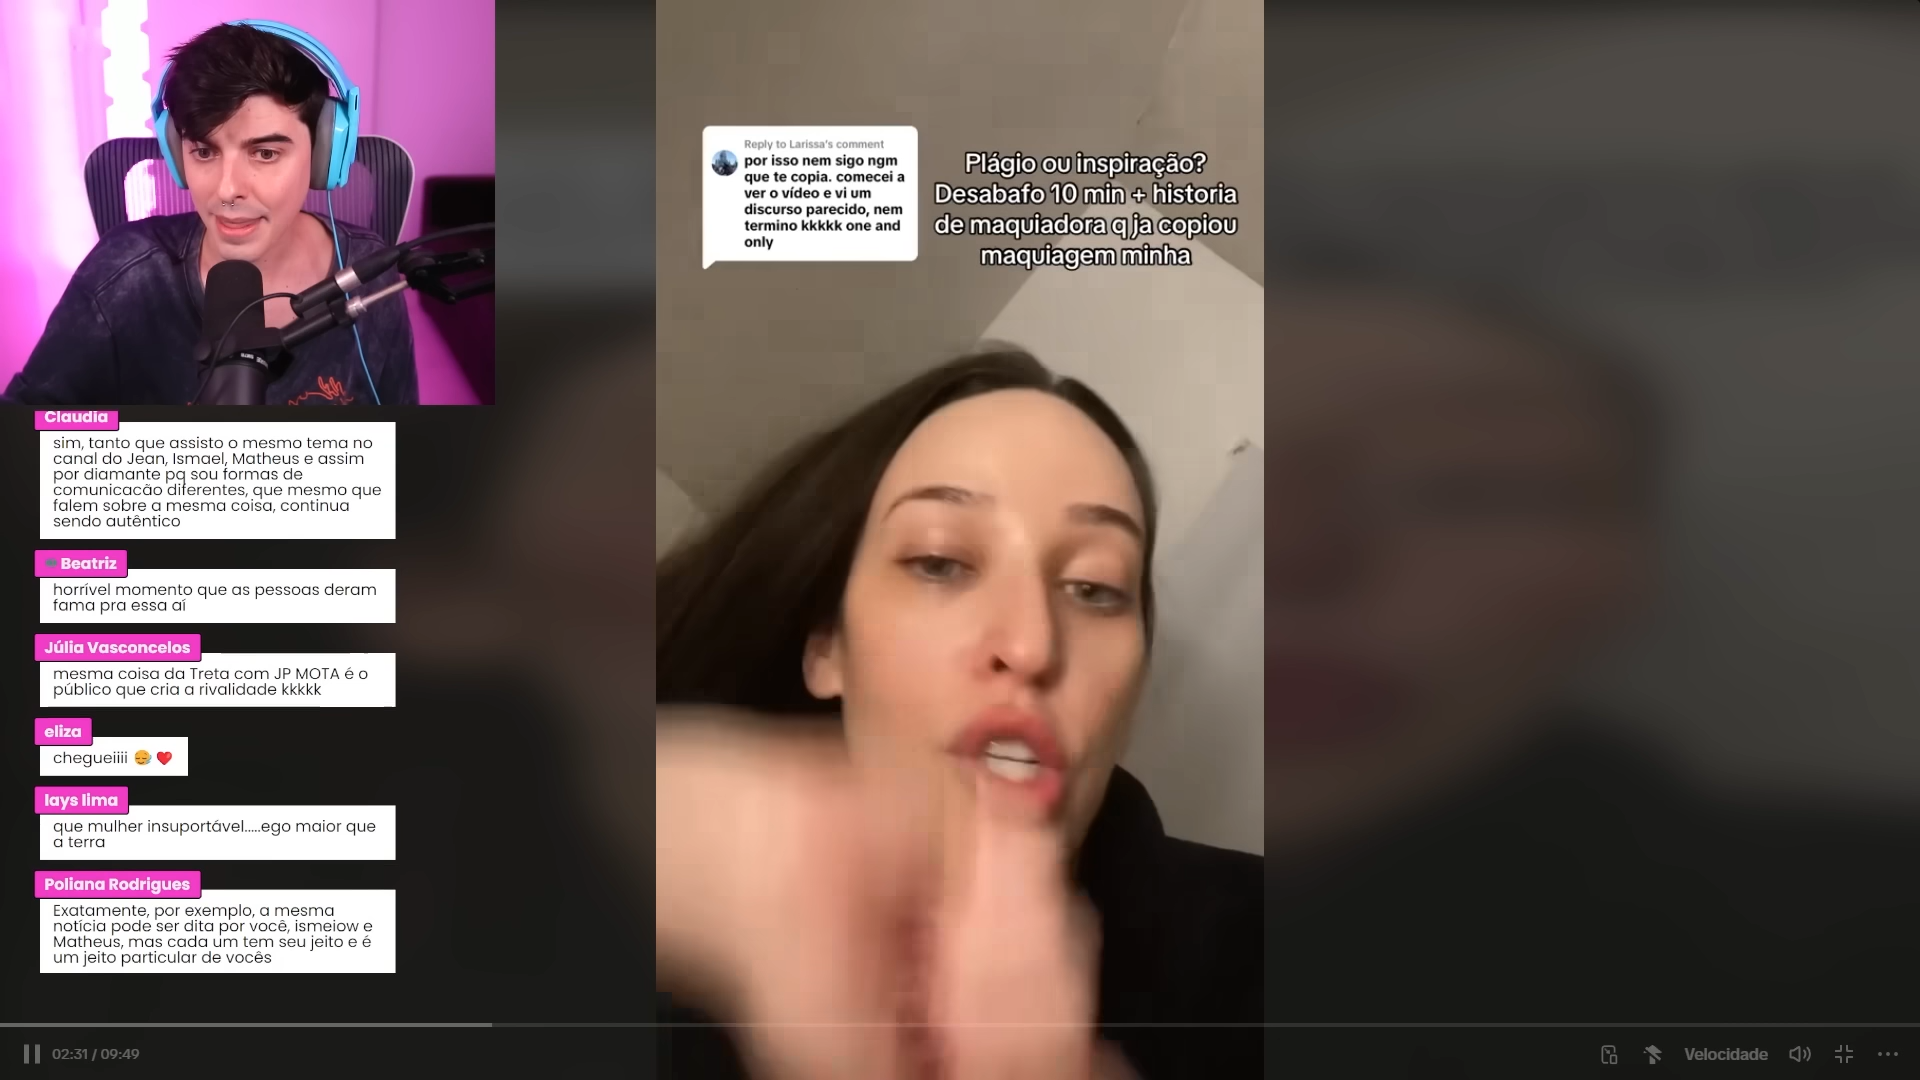 Reply to Larissa's comment
por isso nem sigo ngm
que te copia. comecei a
ver o vídeo e vi um
discurso parecido, nem
termino kkkkk one and
only
Plágio ou inspiração?
Desabafo 10 min + historia
de maquiadora q ja copiou
maquiagem minha
Claudia
sim, tanto que assisto o mesmo tema no
canal do Jean, Ismael, Matheus e assim
por diamante pq sou formas de
comunicacão diferentes, que mesmo que
falem sobre a mesma coisa, continua
sendo autêntico
Beatriz
horrível momento que as pessoas deram
fama pra essa aí
Júlia Vasconcelos
mesma coisa da Treta com JP MOTA é o
público que cria a rivalidade kkkkk
eliza
chegueiiii 😂 ❤️
lays lima
que mulher insuportável.....ego maior que
a terra
Poliana Rodrigues
Exatamente, por exemplo, a mesma
notícia pode ser dita por você, ismeiow e
Matheus, mas cada um tem seu jeito e é
um jeito particular de vocês
02:31 / 09:49
Velocidade